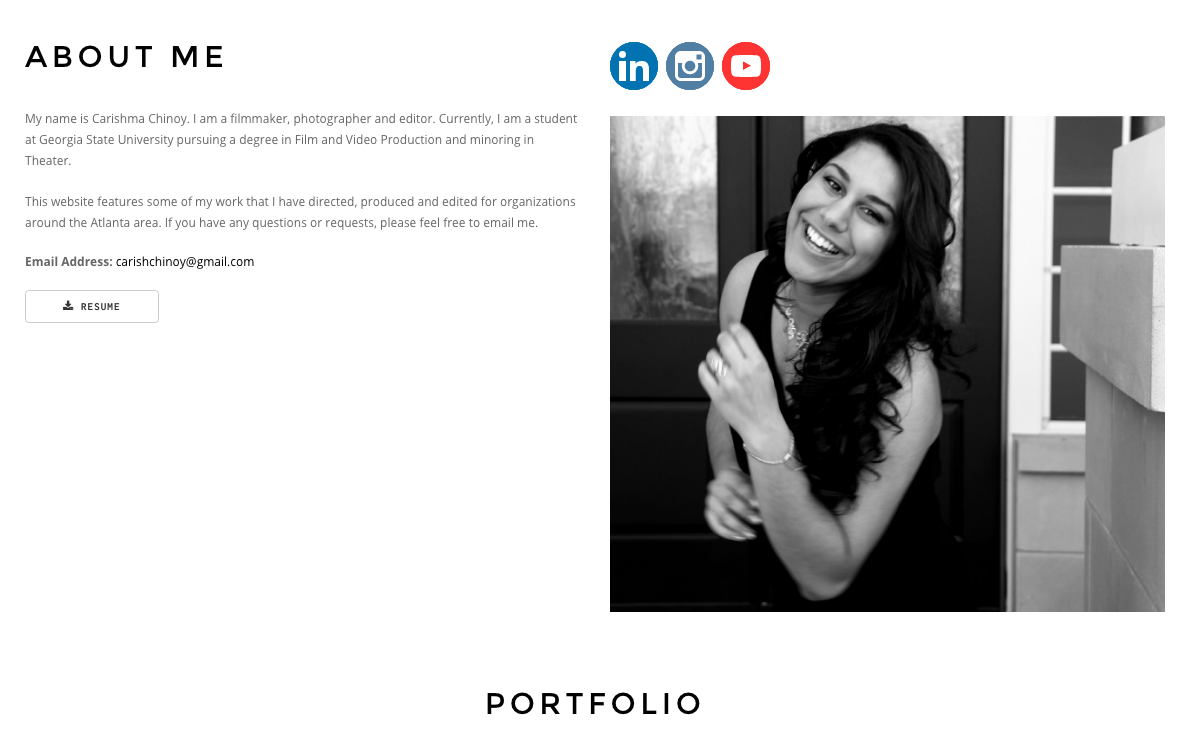 ABOUT ME
My name is Carishma Chinoy. I am a filmmaker, photographer and editor. Currently, I am a student
at Georgia State University pursuing a degree in Film and Video Production and minoring in
Theater.
This website features some of my work that I have directed, produced and edited for organizations
around the Atlanta area. If you have any questions or requests, please feel free to email me.
Email Address: carishchinoy@gmail.com
RESUME
in
PORTFOLIO